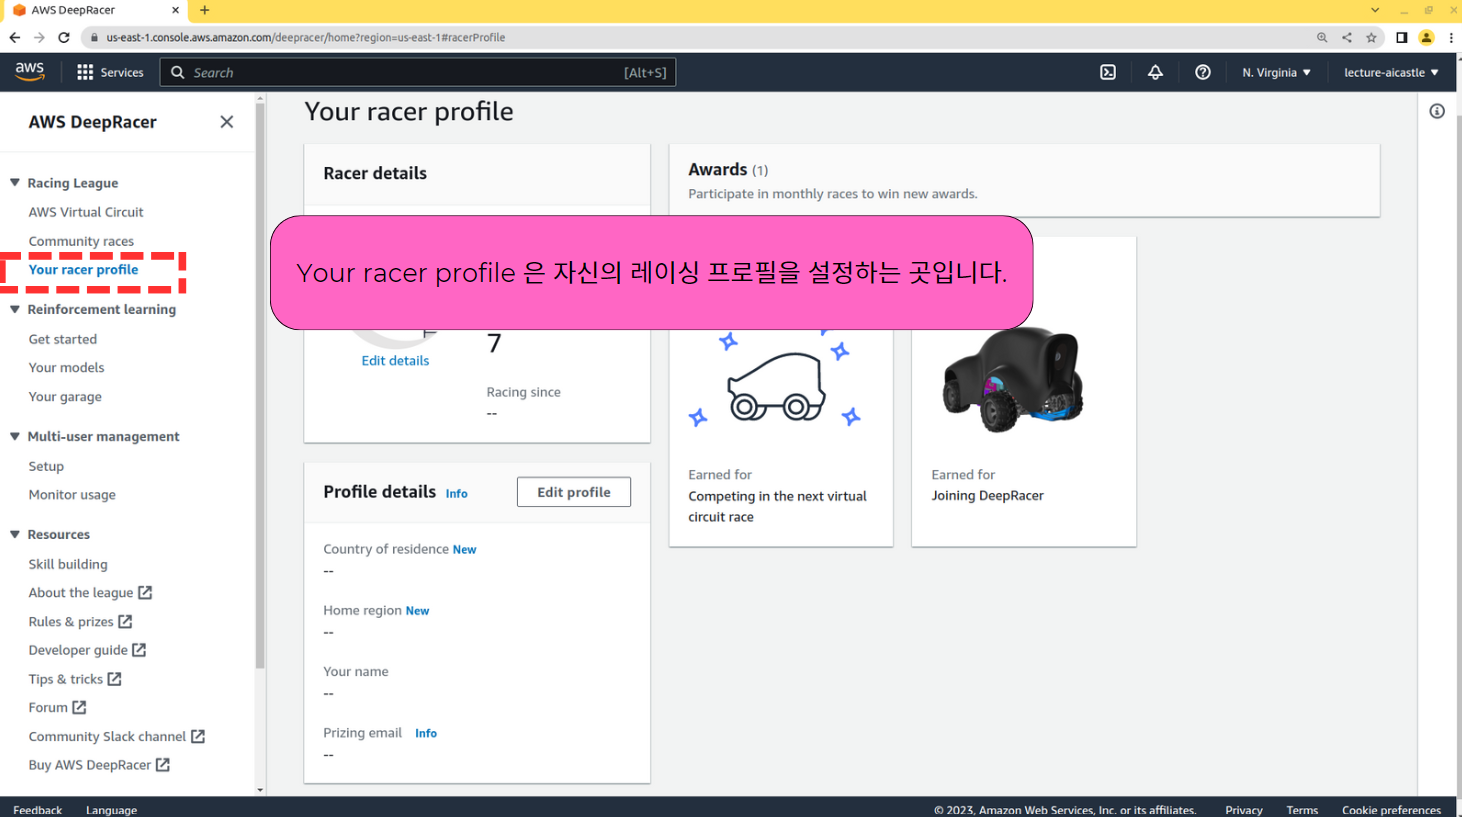 AWS DeepRacer
us-east-1.console.aws.amazon.com/deepracer/home?region=us-east-1#racerProfile
aws
Services
Search
[Alt+S]
N. Virginia
lecture-aicastle
AWS DeepRacer
Racing League
AWS Virtual Circuit
Community races
Your racer profile
Reinforcement learning
Get started
Your models
Your garage
Multi-user management
Setup
Monitor usage
Resources
Skill building
About the league
Rules & prizes
Developer guide
Tips & tricks
Forum
Community Slack channel
Buy AWS DeepRacer
Your racer profile
Racer details
Awards (1)
Participate in monthly races to win new awards.
Your racer profile 은 자신의 레이싱 프로필을 설정하는 곳입니다.
Edit details
7
Racing since
--
Earned for
Competing in the next virtual
circuit race
Earned for
Joining DeepRacer
Profile details Info
Edit profile
Country of residence New
--
Home region New
--
Your name
--
Prizing email Info
--
Feedback
Language
© 2023, Amazon Web Services, Inc. or its affiliates.
Privacy
Terms
Cookie preferences